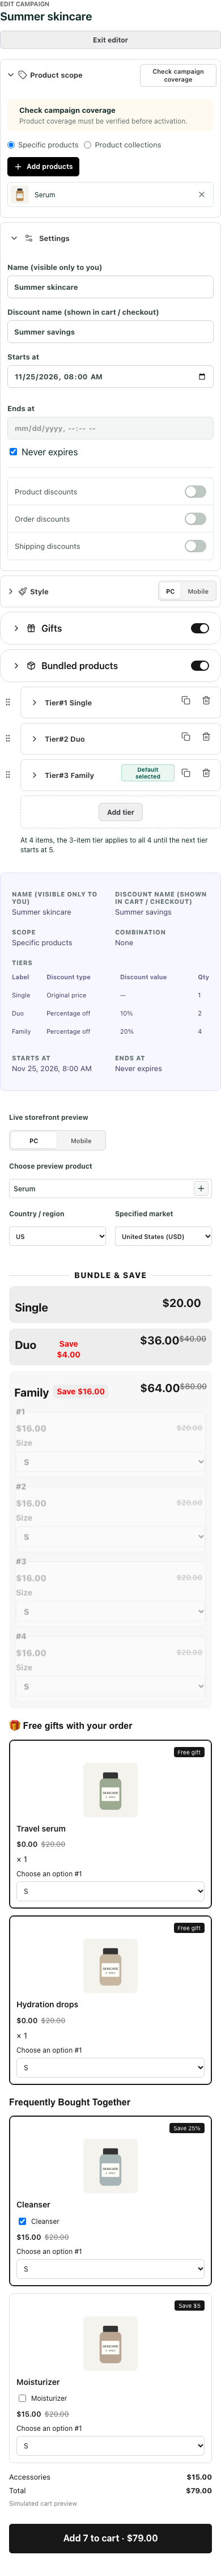 EDIT CAMPAIGN
Summer skincare
Exit editor
Product scope
Check campaign
coverage
Check campaign coverage
Product coverage must be verified before activation.
Specific products
Product collections
+ Add products
Serum
Settings
Name (visible only to you)
Summer skincare
Discount name (shown in cart / checkout)
Summer savings
Starts at
11/25/2025, 08:00 AM
Ends at
mm/dd/yyyy, --:-- --
Never expires
Product discounts
Order discounts
Shipping discounts
Style
PC
Mobile
Gifts
Bundled products
Tier#1 Single
Tier#2 Duo
Tier#3 Family
Default
selected
Add tier
At 4 items, the 3-item tier applies to all 4 until the next tier
starts at 5.
NAME (VISIBLE ONLY TO
YOU)
Summer skincare
DISCOUNT NAME (SHOWN
IN CART / CHECKOUT)
Summer savings
SCOPE
Specific products
COMBINATION
None
TIERS
Label Discount type Discount value Qty
Single Original price — 1
Duo Percentage off 10% 2
Family Percentage off 20% 4
STARTS AT
Nov 25, 2025, 8:00 AM
ENDS AT
Never expires
Live storefront preview
PC
Mobile
Choose preview product
Serum
Country / region
US
Specified market
United States (USD)
BUNDLE & SAVE
Single
$20.00
Duo
Save
$4.00
$36.00 $40.00
Family
Save $16.00
$64.00 $80.00
#1
$16.00 $20.00
Size
S
#2
$16.00 $20.00
Size
S
#3
$16.00 $20.00
Size
S
#4
$16.00 $20.00
Size
S
🎁 Free gifts with your order
Free gift
SKINCARE
Travel serum
$0.00 $20.00
× 1
Choose an option #1
S
Free gift
SKINCARE
Hydration drops
$0.00 $20.00
× 1
Choose an option #1
S
Frequently Bought Together
Save 25%
SKINCARE
Cleanser
Cleanser
$15.00 $20.00
Choose an option #1
S
Save $5
SKINCARE
Moisturizer
Moisturizer
$15.00 $20.00
Choose an option #1
S
Accessories $15.00
Total $79.00
Simulated cart preview
Add 7 to cart · $79.00